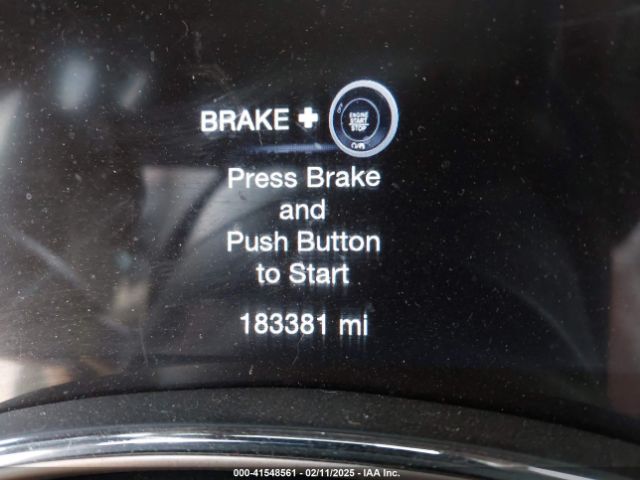 BRAKE +
OFF
ENGINE
START
STOP
Press Brake
and
Push Button
to Start
183381 mi
000-41548561 - 02/11/2025 - IAA Inc.